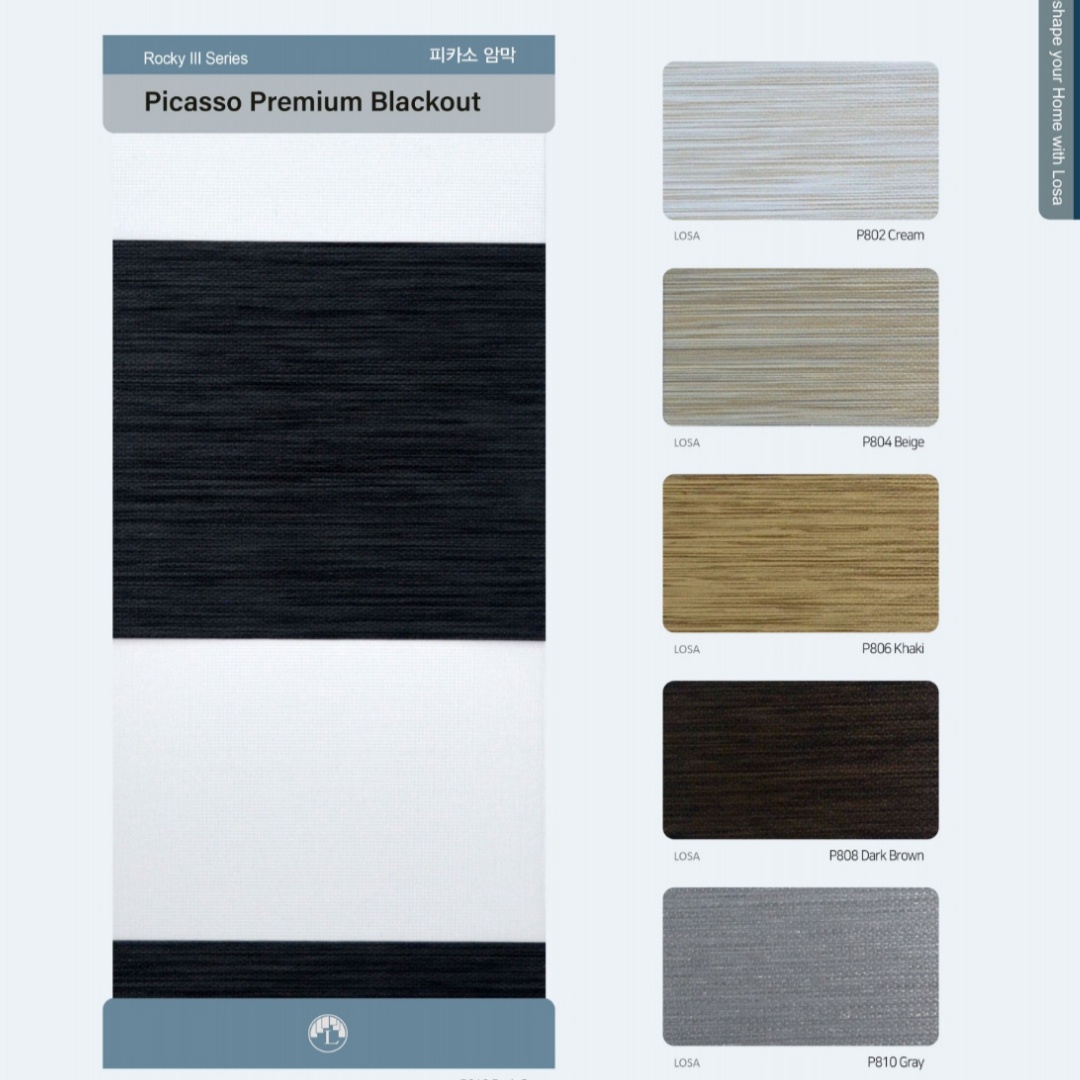 Rocky III Series
피카소 암막
Picasso Premium Blackout
shape your Home with Losa
LOSA
P802 Cream
LOSA
P804 Beige
LOSA
P806 Khaki
LOSA
P808 Dark Brown
LOSA
P810 Gray
L